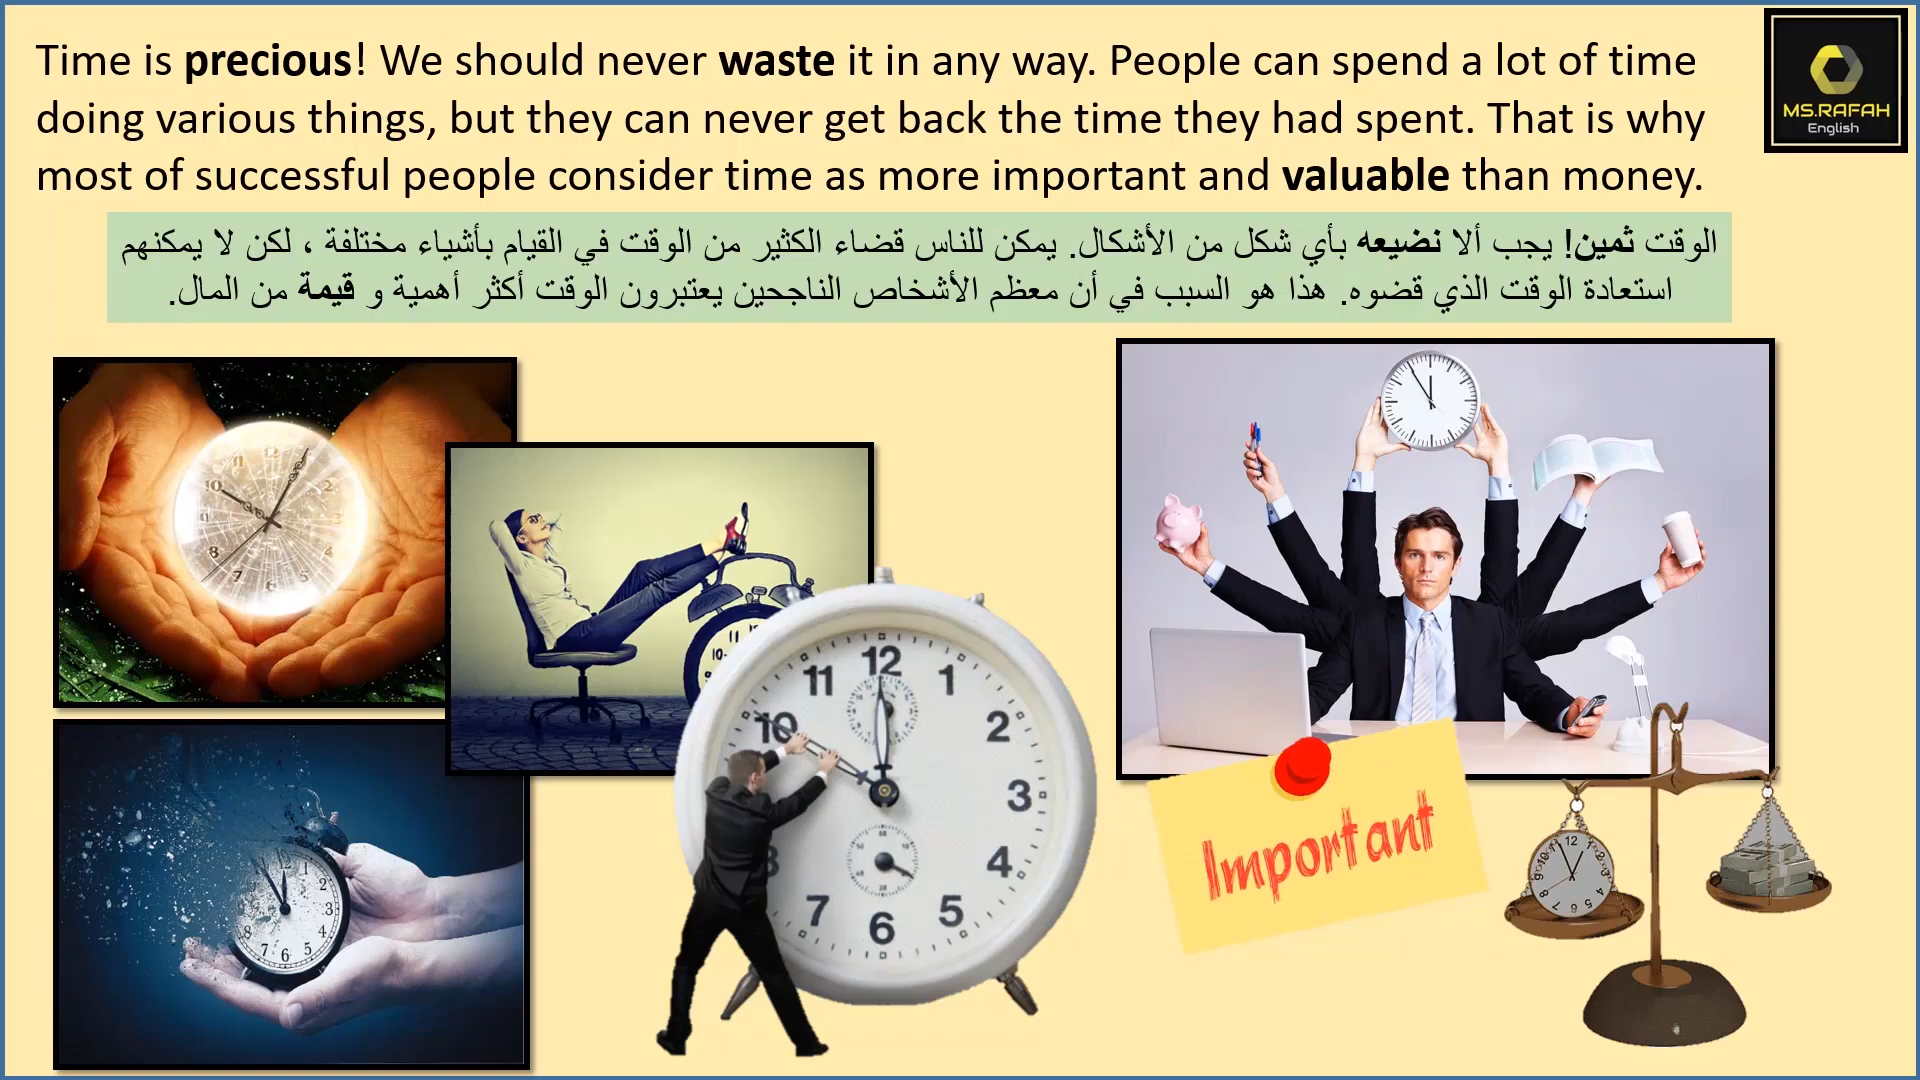 Time is precious! We should never waste it in any way. People can spend a lot of time
doing various things, but they can never get back the time they had spent. That is why
most of successful people consider time as more important and valuable than money.
MS.RAFAH
English
الوقت ثمين! يجب ألا نضيعه بأي شكل من الأشكال. يمكن للناس قضاء الكثير من الوقت في القيام بأشياء مختلفة ، لكن لا يمكنهم
استعادة الوقت الذي قضوه. هذا هو السبب في أن معظم الأشخاص الناجحين يعتبرون الوقت أكثر أهمية و قيمة من المال.
Important